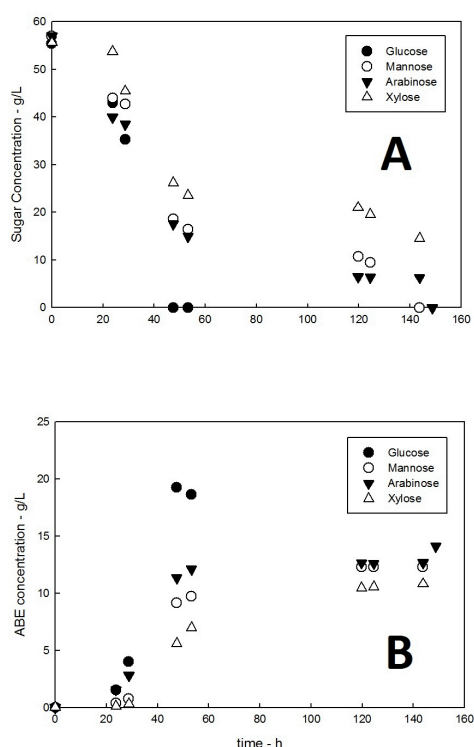 60
50
40
30
20
10
0
Sugar Concentration - g/L
Glucose
Mannose
Arabinose
Xylose
A
0 20 40 60 80 100 120 140 160
25
20
15
10
5
0
ABE concentration - g/L
Glucose
Mannose
Arabinose
Xylose
B
0 20 40 60 80 100 120 140 160
time - h